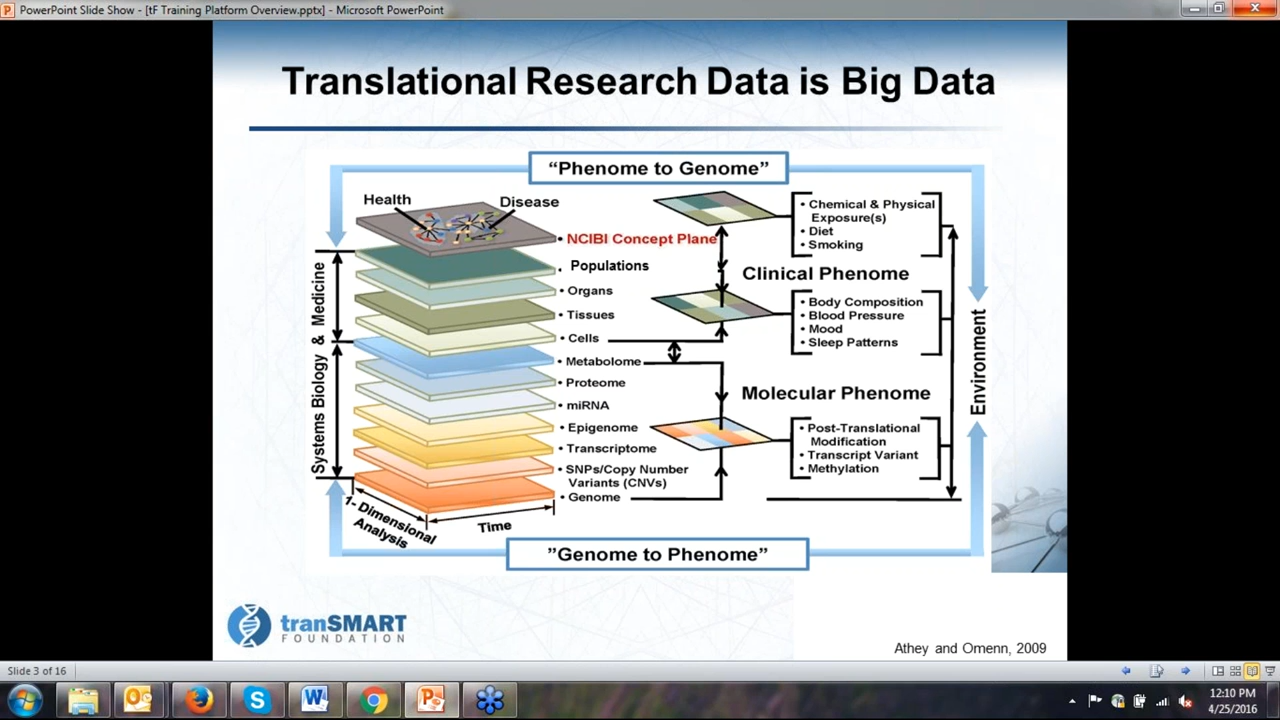 PowerPoint Slide Show - [tF Training Platform Overview.pptx] - Microsoft PowerPoint
Translational Research Data is Big Data
“Phenome to Genome”
Health
Disease
• NCIBI Concept Plane
. Populations
• Organs
• Tissues
• Cells
• Metabolome
• Proteome
• miRNA
• Epigenome
• Transcriptome
• SNPs/Copy Number
Variants (CNVs)
• Genome
Systems Biology & Medicine
1- Dimensional
Analysis
Time
• Chemical & Physical
Exposure(s)
• Diet
• Smoking
Clinical Phenome
• Body Composition
• Blood Pressure
• Mood
• Sleep Patterns
Molecular Phenome
• Post-Translational
Modification
• Transcript Variant
• Methylation
Environment
”Genome to Phenome”
tranSMART
FOUNDATION
Athey and Omenn, 2009
Slide 3 of 16
12:10 PM
4/25/2016